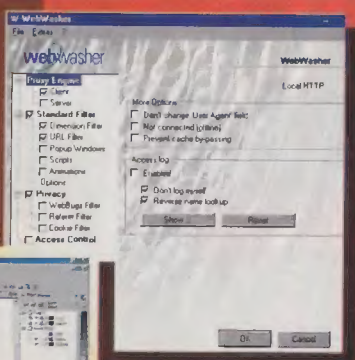 WebWasher
File Extras ?
webwasher
WebWasher
Proxy Engine
Client
Server
Standard Filter
Dimension Filter
URL Filter
Popup Windows
Scripts
Animations
Options
Privacy
WebBugs Filter
Referer Filter
Cookie Filter
Access Control
Local HTTP
More Options
Don't change 'User Agent' field
Not connected (offline)
Prevent cache by-passing
Access log
Enabled
Don't log myself
Reverse name lookup
Show
Reset
OK
Cancel